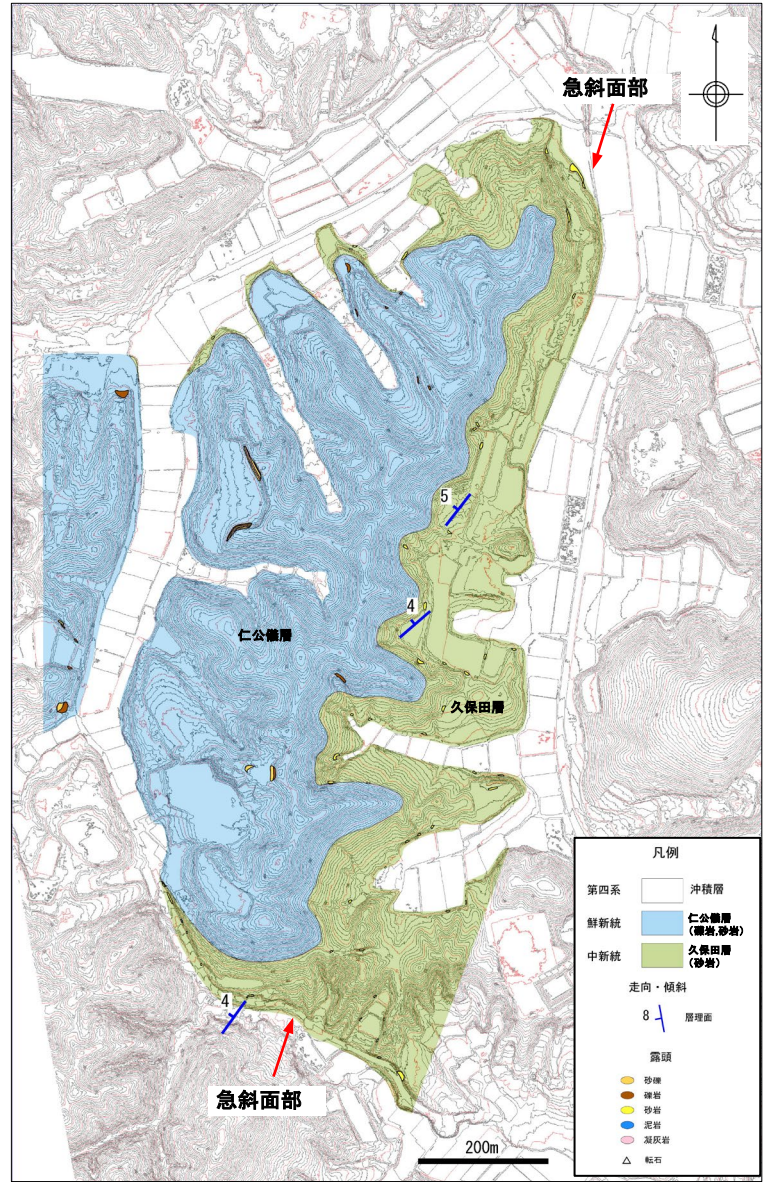 急斜面部
5
4
仁公儀層
久保田層
4
急斜面部
200m
凡例
第四系 沖積層
鮮新統 仁公儀層
(礫岩,砂岩)
中新統 久保田層
(砂岩)
走向・傾斜
8 層理面
露頭
砂礫
礫岩
砂岩
泥岩
凝灰岩
転石